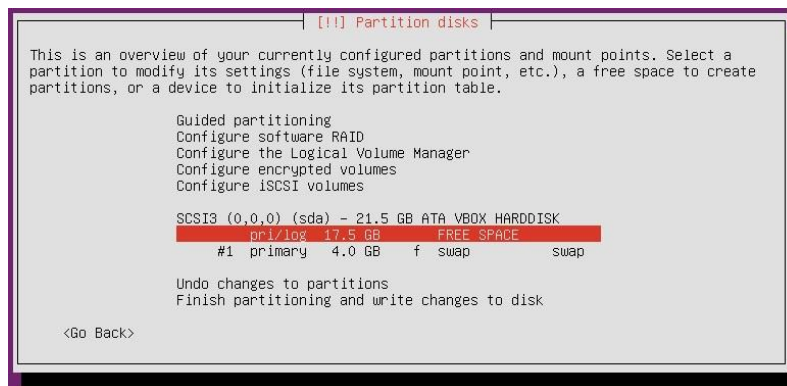 [!!] Partition disks
This is an overview of your currently configured partitions and mount points. Select a
partition to modify its settings (file system, mount point, etc.), a free space to create
partitions, or a device to initialize its partition table.
Guided partitioning
Configure software RAID
Configure the Logical Volume Manager
Configure encrypted volumes
Configure iSCSI volumes
SCSI3 (0,0,0) (sda) - 21.5 GB ATA VBOX HARDDISK
pri/log 17.5 GB FREE SPACE
#1 primary 4.0 GB f swap swap
Undo changes to partitions
Finish partitioning and write changes to disk
<Go Back>